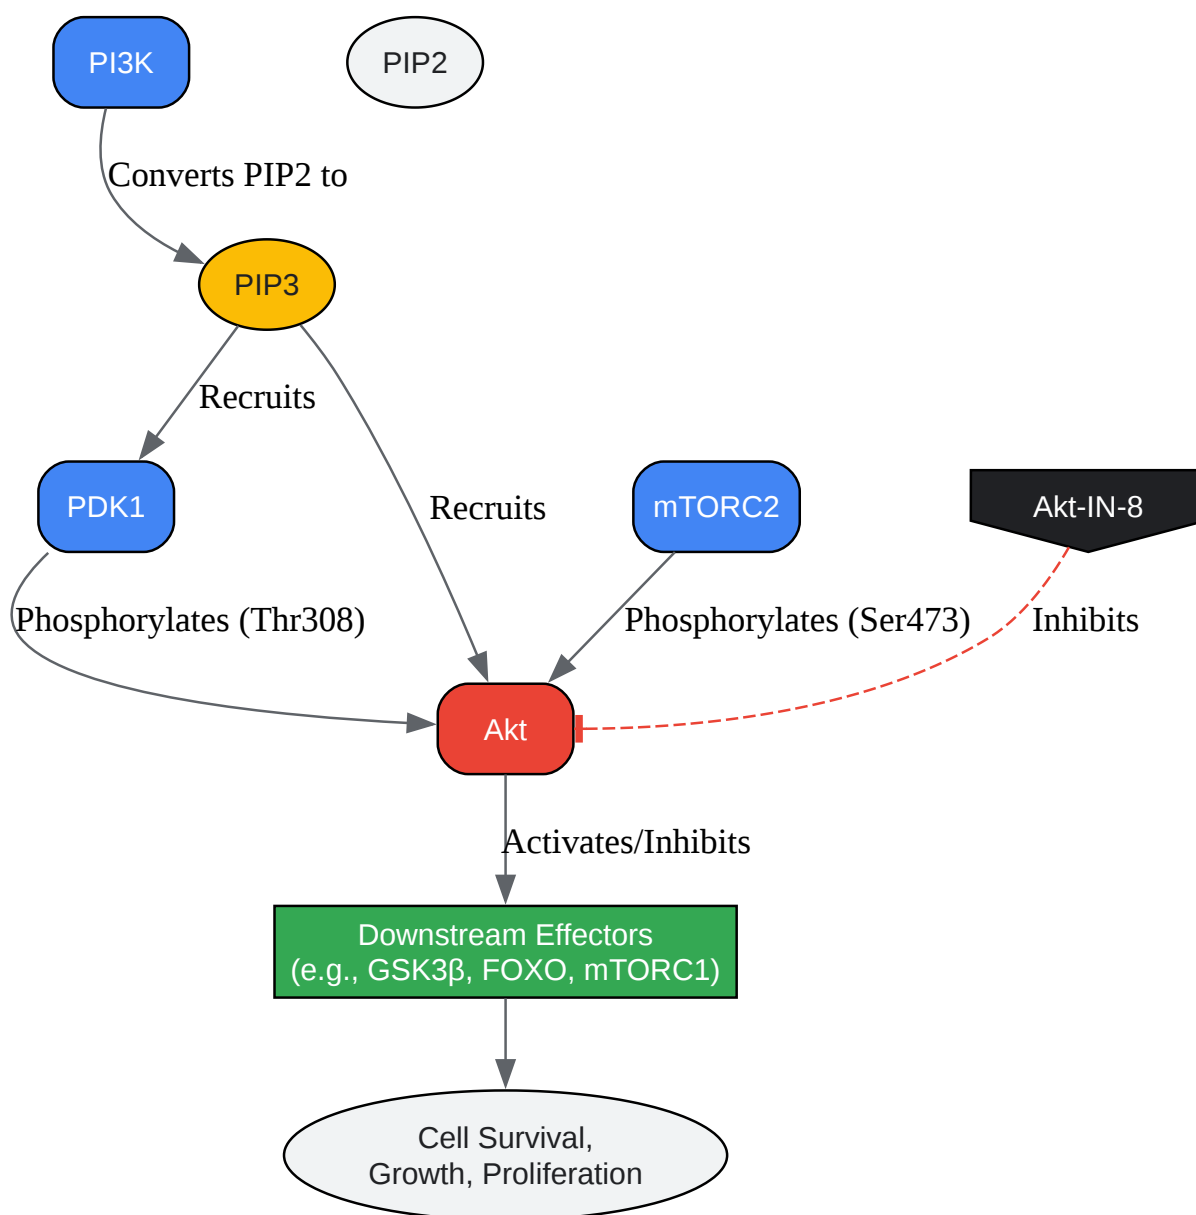 PI3K
PIP2
Converts PIP2 to
PIP3
Recruits
Recruits
PDK1
mTORC2
Akt-IN-8
Phosphorylates (Thr308)
Phosphorylates (Ser473)
Inhibits
Akt
Activates/Inhibits
Downstream Effectors
(e.g., GSK3β, FOXO, mTORC1)
Cell Survival,
Growth, Proliferation